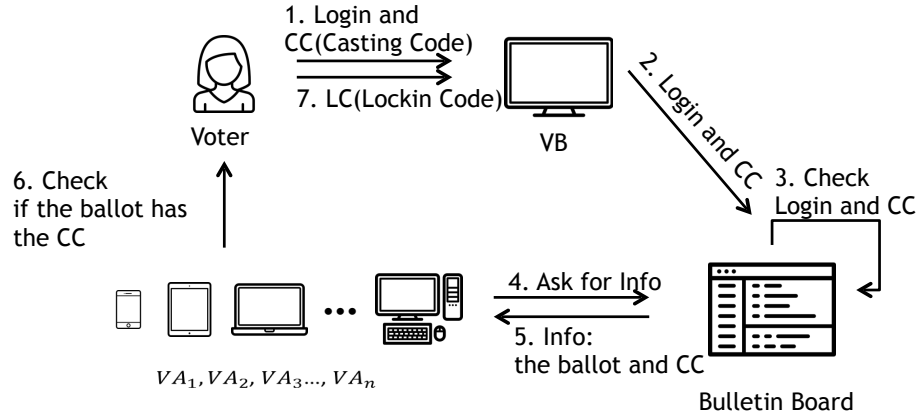 1. Login and
CC(Casting Code)
7. LC(Lockin Code)
Voter
VB
2. Login and CC
3. Check
Login and CC
6. Check
if the ballot has
the CC
4. Ask for Info
5. Info:
the ballot and CC
VA₁, VA₂, VA₃..., VAₙ
Bulletin Board